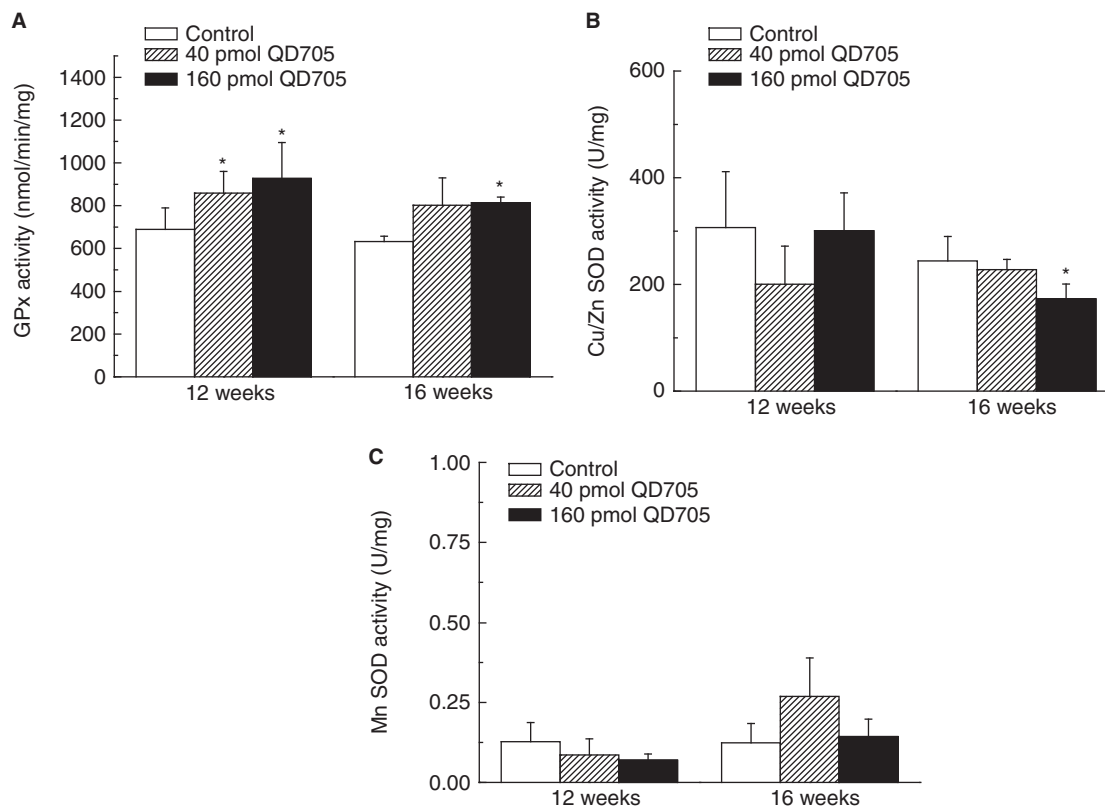 A
Control
40 pmol QD705
160 pmol QD705
GPx activity (nmol/min/mg)
1400
1200
1000
800
600
400
200
0
*
*
*
12 weeks
16 weeks
B
Control
40 pmol QD705
160 pmol QD705
Cu/Zn SOD activity (U/mg)
600
400
200
0
*
12 weeks
16 weeks
C
Control
40 pmol QD705
160 pmol QD705
Mn SOD activity (U/mg)
1.00
0.75
0.50
0.25
0.00
12 weeks
16 weeks